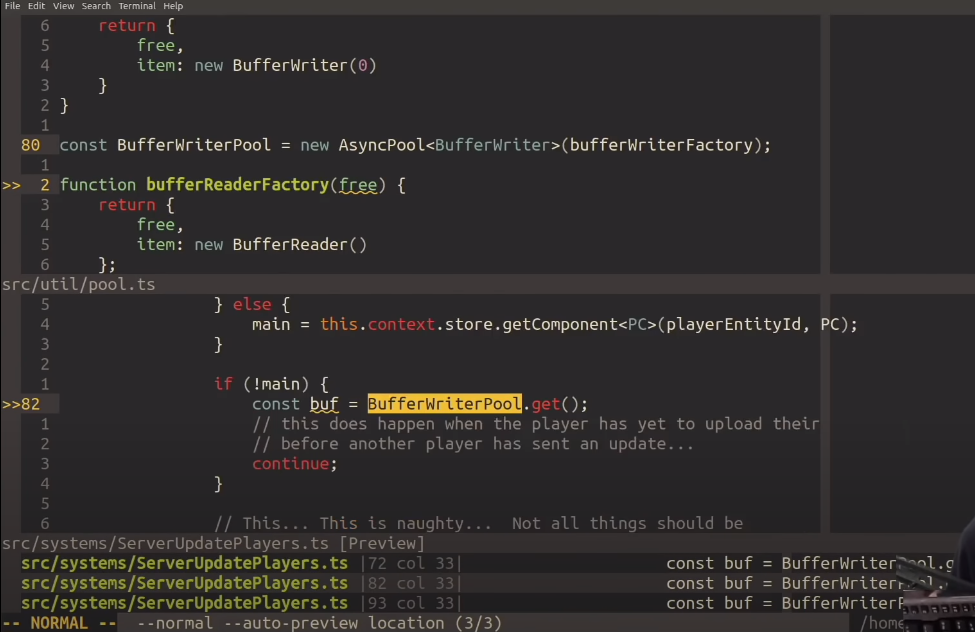 File Edit View Search Terminal Help
6 return {
5 free,
4 item: new BufferWriter(0)
3 }
2 }
1
80 const BufferWriterPool = new AsyncPool<BufferWriter>(bufferWriterFactory);
1
>> 2 function bufferReaderFactory(free) {
3 return {
4 free,
5 item: new BufferReader()
6 };
src/util/pool.ts
5 } else {
4 main = this.context.store.getComponent<PC>(playerEntityId, PC);
3 }
2
1 if (!main) {
>>82 const buf = BufferWriterPool.get();
1 // this does happen when the player has yet to upload their
2 // before another player has sent an update...
3 continue;
4 }
5
6 // This... This is naughty... Not all things should be
src/systems/ServerUpdatePlayers.ts [Preview]
src/systems/ServerUpdatePlayers.ts |72 col 33| const buf = BufferWriterPool.g
src/systems/ServerUpdatePlayers.ts |82 col 33| const buf = BufferWriterPool.
src/systems/ServerUpdatePlayers.ts |93 col 33| const buf = BufferWriterP
-- NORMAL -- --normal --auto-preview location (3/3) /home